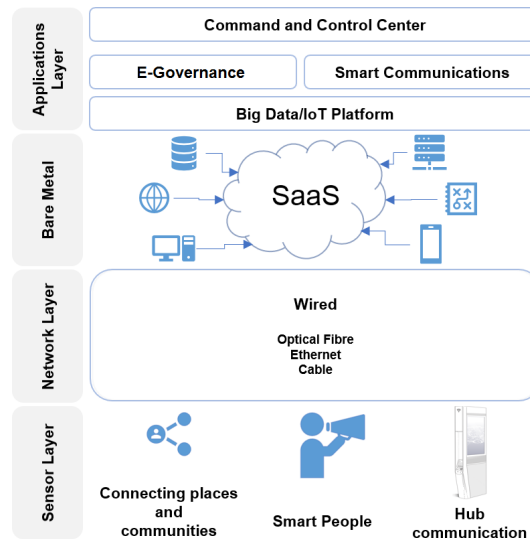 Applications
Layer
Command and Control Center
E-Governance
Smart Communications
Big Data/IoT Platform
Bare Metal
SaaS
Network Layer
Wired
Optical Fibre
Ethernet
Cable
Sensor Layer
Connecting places
and
communities
Smart People
Hub
communication